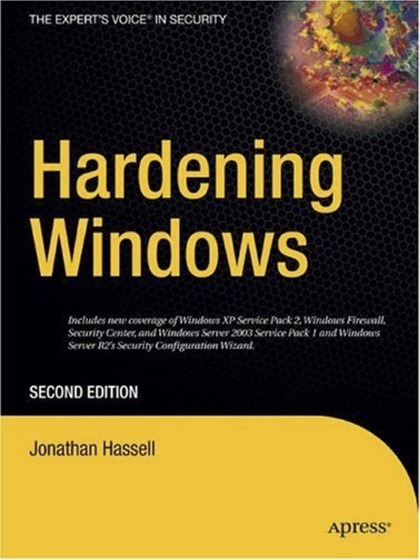 THE EXPERT'S VOICE® IN SECURITY
Hardening
Windows
Includes new coverage of Windows XP Service Pack 2, Windows Firewall,
Security Center, and Windows Server 2003 Service Pack 1 and Windows
Server R2's Security Configuration Wizard.
SECOND EDITION
Jonathan Hassell
Apress®